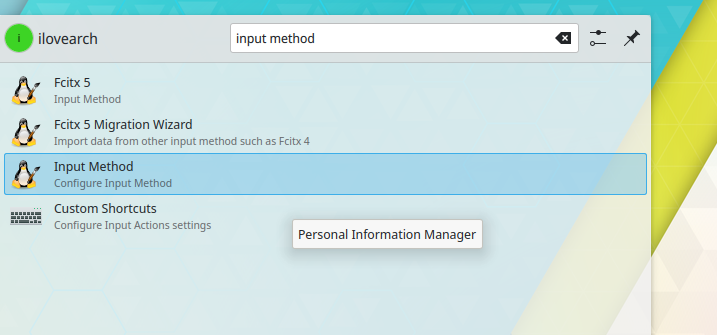 i
ilovearch
input method
Fcitx 5
Input Method
Fcitx 5 Migration Wizard
Import data from other input method such as Fcitx 4
Input Method
Configure Input Method
Custom Shortcuts
Configure Input Actions settings
Personal Information Manager